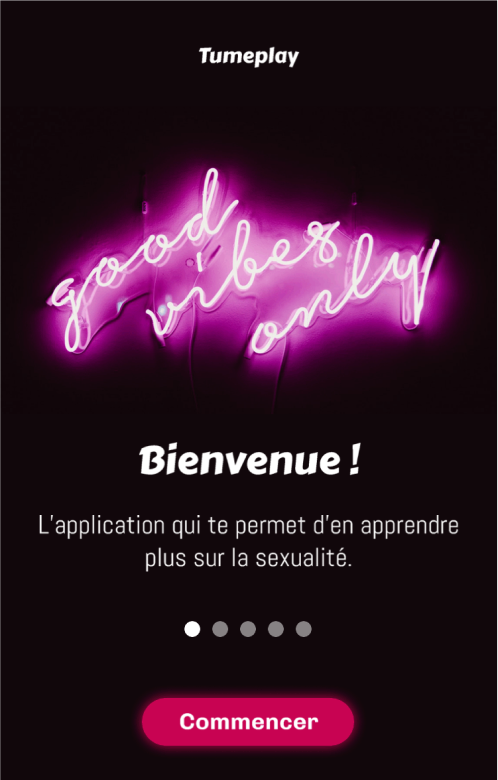 Tumeplay
good
vibes
only
Bienvenue !
L'application qui te permet d'en apprendre
plus sur la sexualité.
Commencer